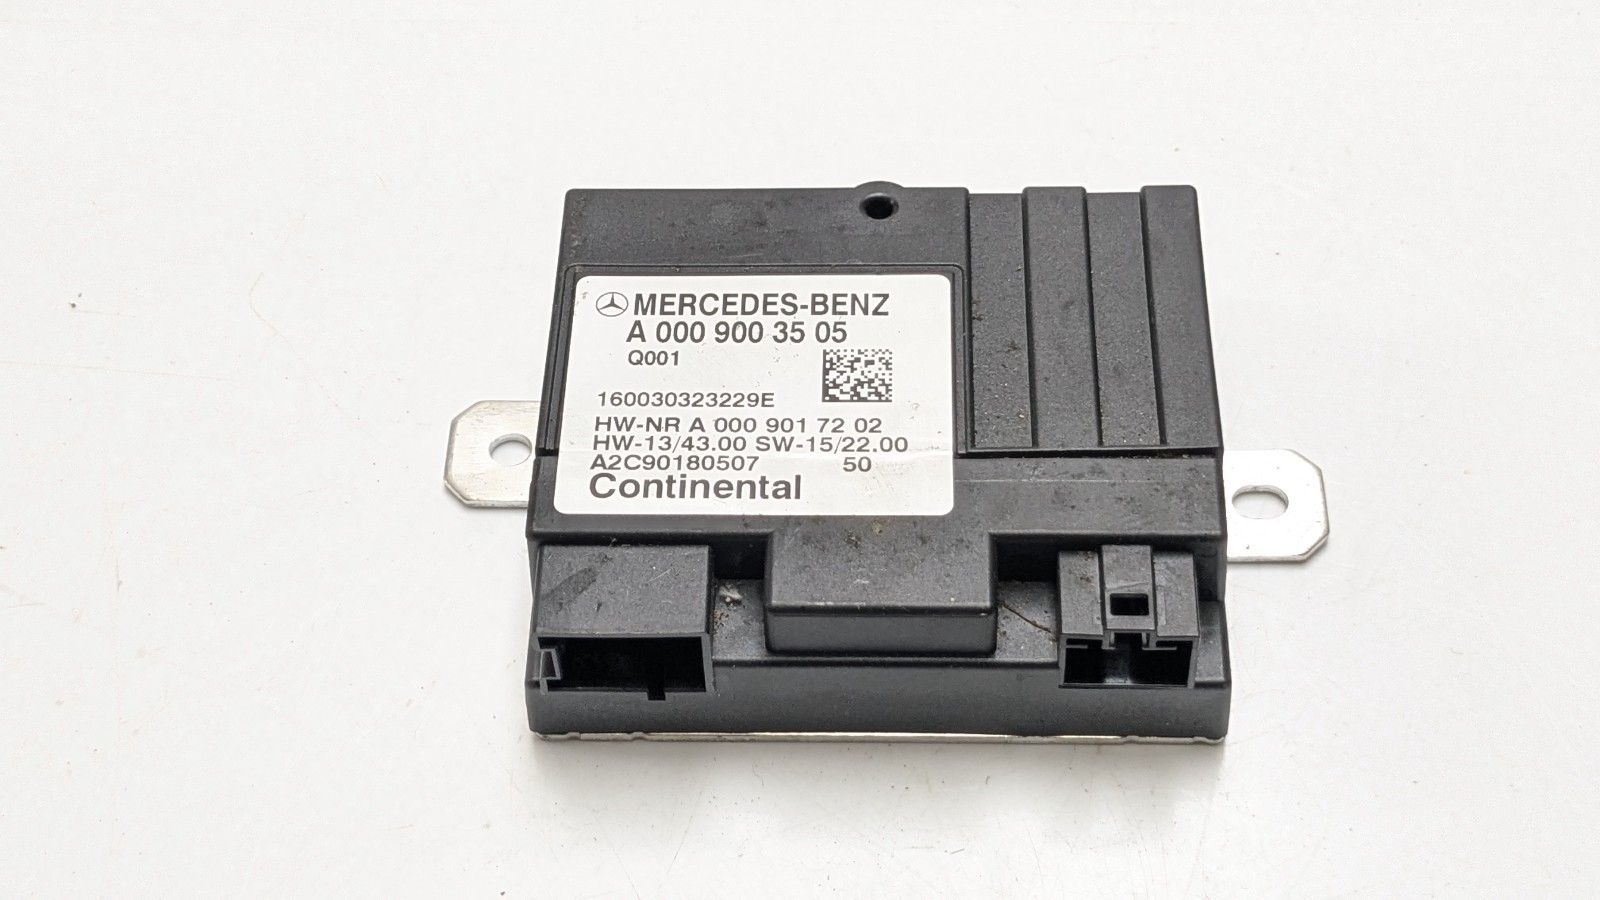 MERCEDES-BENZ
A 000 900 35 05
Q001
160030323229E
HW-NR A 000 901 72 02
HW-13/43.00 SW-15/22.00
A2C90180507 50
Continental